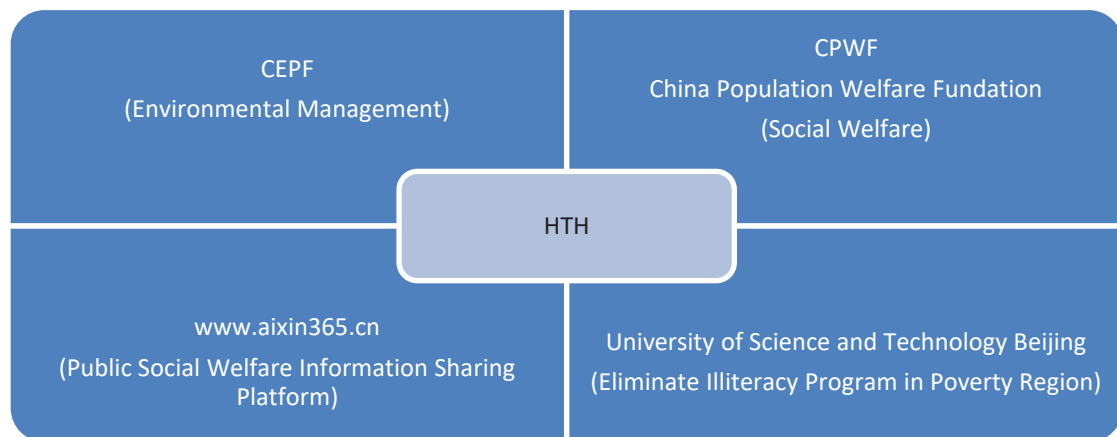 CEPF
(Environmental Management)
CPWF
China Population Welfare Fundation
(Social Welfare)
HTH
www.aixin365.cn
(Public Social Welfare Information Sharing
Platform)
University of Science and Technology Beijing
(Eliminate Illiteracy Program in Poverty Region)